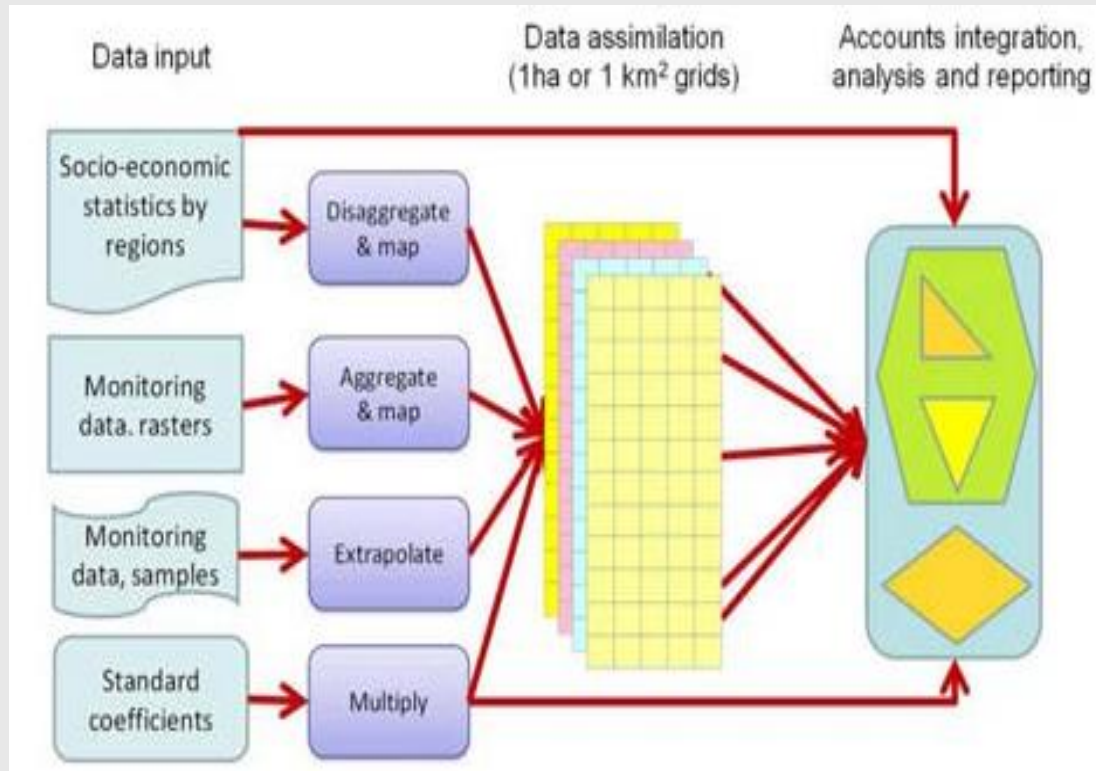 Data input
Data assimilation
(1ha or 1 km² grids)
Accounts integration,
analysis and reporting
Socio-economic
statistics by
regions
Disaggregate
& map
Monitoring
data. rasters
Aggregate
& map
Monitoring
data, samples
Extrapolate
Standard
coefficients
Multiply